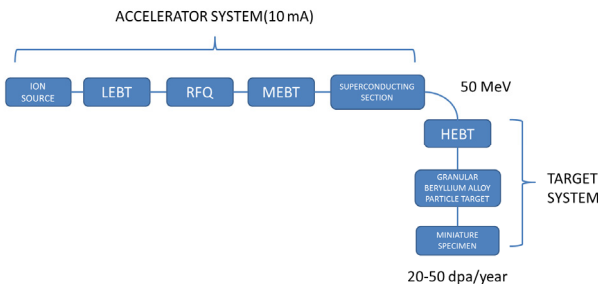 ACCELERATOR SYSTEM(10 mA)
ION
SOURCE
LEBT
RFQ
MEBT
SUPERCONDUCTING
SECTION
50 MeV
HEBT
GRANULAR
BERYLLIUM ALLOY
PARTICLE TARGET
TARGET
SYSTEM
MINIATURE
SPECIMEN
20-50 dpa/year